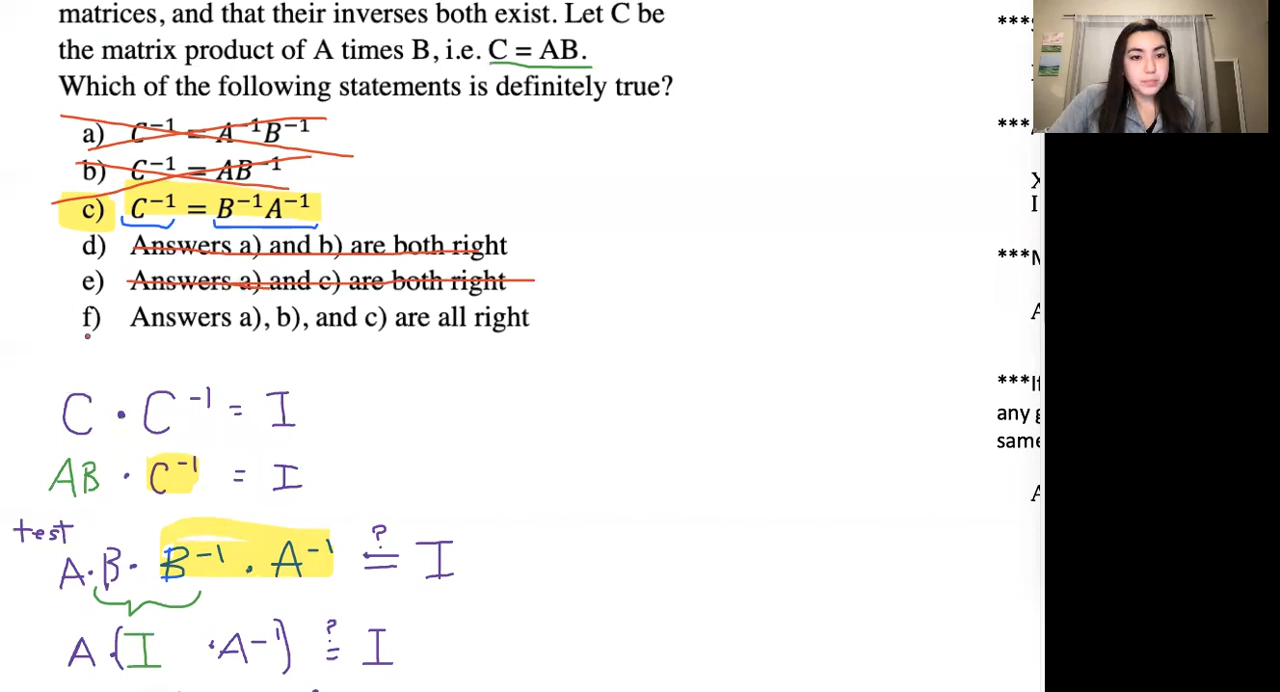 matrices, and that their inverses both exist. Let C be
the matrix product of A times B, i.e. C = AB.
Which of the following statements is definitely true?
a) C⁻¹ = A⁻¹B⁻¹
b) C⁻¹ = AB⁻¹
c) C⁻¹ = B⁻¹A⁻¹
d) Answers a) and b) are both right
e) Answers a) and c) are both right
f) Answers a), b), and c) are all right
C · C⁻¹ = I
AB · C⁻¹ = I
test
A · B · B⁻¹ · A⁻¹ ≟ I
A (I · A⁻¹) ≟ I
***
***
***
***
any
same